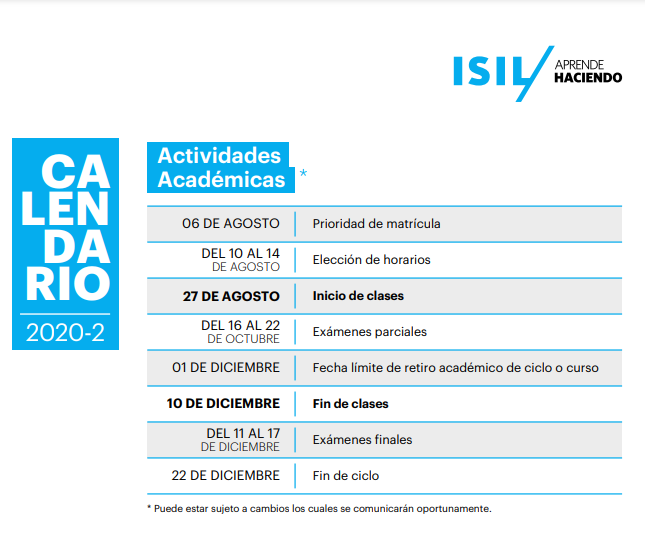 ISIL/ APRENDE
HACIENDO
CA
LEN
DA
RIO
2020-2
Actividades
Académicas *
06 DE AGOSTO Prioridad de matrícula
DEL 10 AL 14
DE AGOSTO Elección de horarios
27 DE AGOSTO Inicio de clases
DEL 16 AL 22
DE OCTUBRE Exámenes parciales
01 DE DICIEMBRE Fecha límite de retiro académico de ciclo o curso
10 DE DICIEMBRE Fin de clases
DEL 11 AL 17
DE DICIEMBRE Exámenes finales
22 DE DICIEMBRE Fin de ciclo
* Puede estar sujeto a cambios los cuales se comunicarán oportunamente.